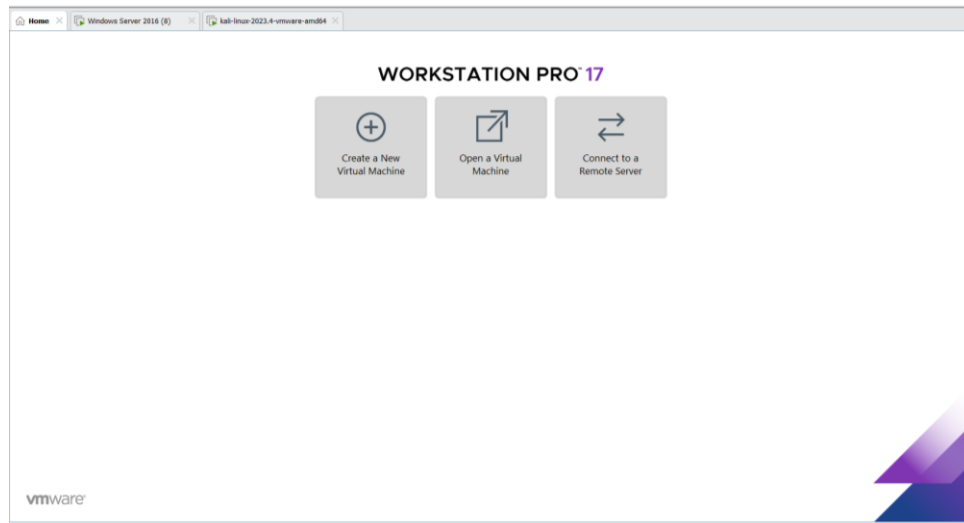 Home
Windows Server 2016 (8)
kali-linux-2023.4-vmware-amd64
WORKSTATION PRO™ 17
Create a New
Virtual Machine
Open a Virtual
Machine
Connect to a
Remote Server
vmware®